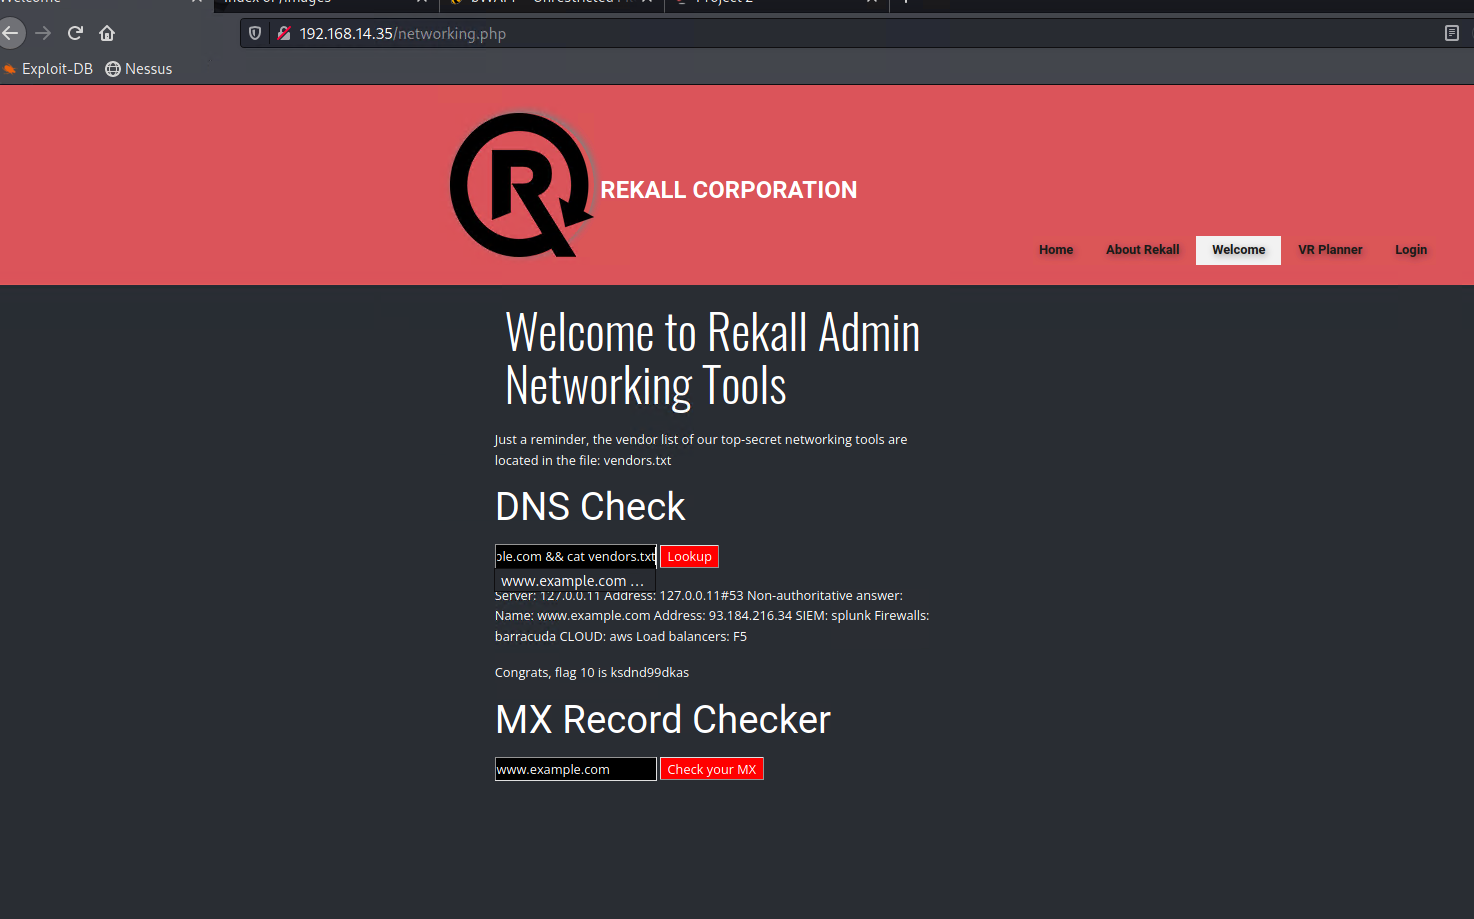 192.168.14.35/networking.php
Exploit-DB Nessus
REKALL CORPORATION
Home About Rekall Welcome VR Planner Login
Welcome to Rekall Admin
Networking Tools
Just a reminder, the vendor list of our top-secret networking tools are
located in the file: vendors.txt
DNS Check
ple.com && cat vendors.txt Lookup
www.example.com ...
Server: 127.0.0.11 Address: 127.0.0.11#53 Non-authoritative answer:
Name: www.example.com Address: 93.184.216.34 SIEM: splunk Firewalls:
barracuda CLOUD: aws Load balancers: F5
Congrats, flag 10 is ksdnd99dkas
MX Record Checker
www.example.com Check your MX